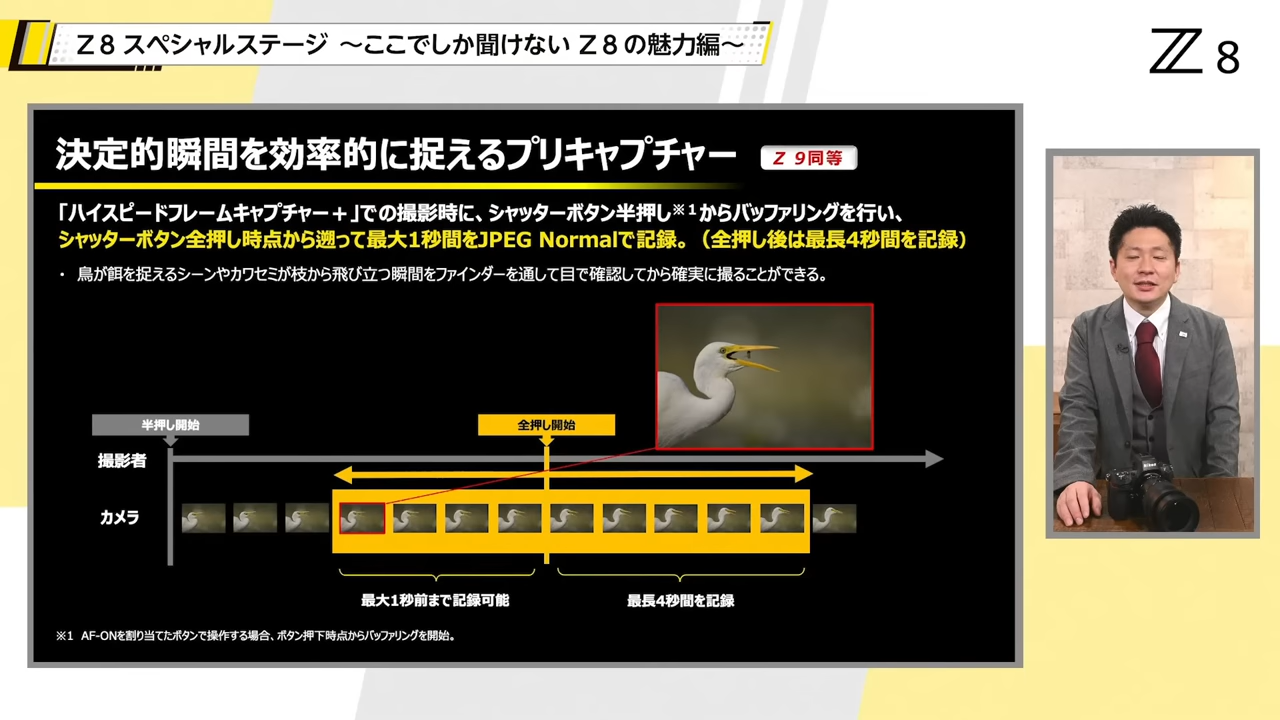 Z 8 スペシャルステージ ～ここでしか聞けない Z 8 の魅力編～
Z 8
決定的瞬間を効率的に捉えるプリキャプチャー
Z 9同等
「ハイスピードフレームキャプチャー＋」での撮影時に、シャッターボタン半押し※1からバッファリングを行い、
シャッターボタン全押し時点から遡って最大1秒間をJPEG Normalで記録。（全押し後は最長4秒間を記録）
・ 鳥が餌を捉えるシーンやカワセミが枝から飛び立つ瞬間をファインダーを通して目で確認してから確実に撮ることができる。
半押し開始
全押し開始
撮影者
カメラ
最大1秒前まで記録可能
最長4秒間を記録
※1 AF-ONを割り当てたボタンで操作する場合、ボタン押下時点からバッファリングを開始。
Nikon